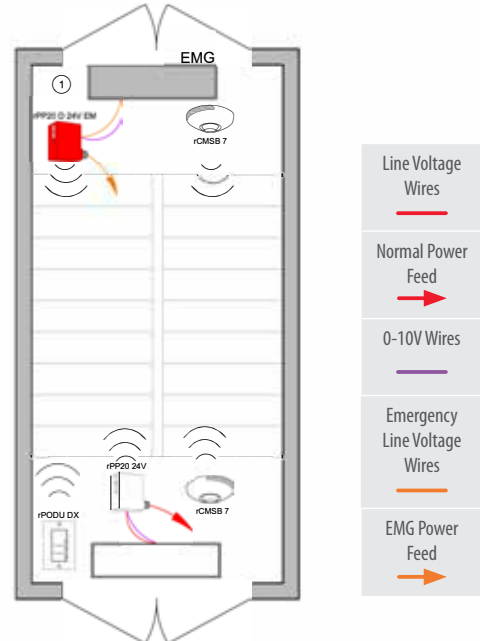 EMG
①
rPP20 D 24V EM
rCMSB 7
rPP20 24V
rCMSB 7
rPODU DX
Line Voltage
Wires
Normal Power
Feed
0-10V Wires
Emergency
Line Voltage
Wires
EMG Power
Feed